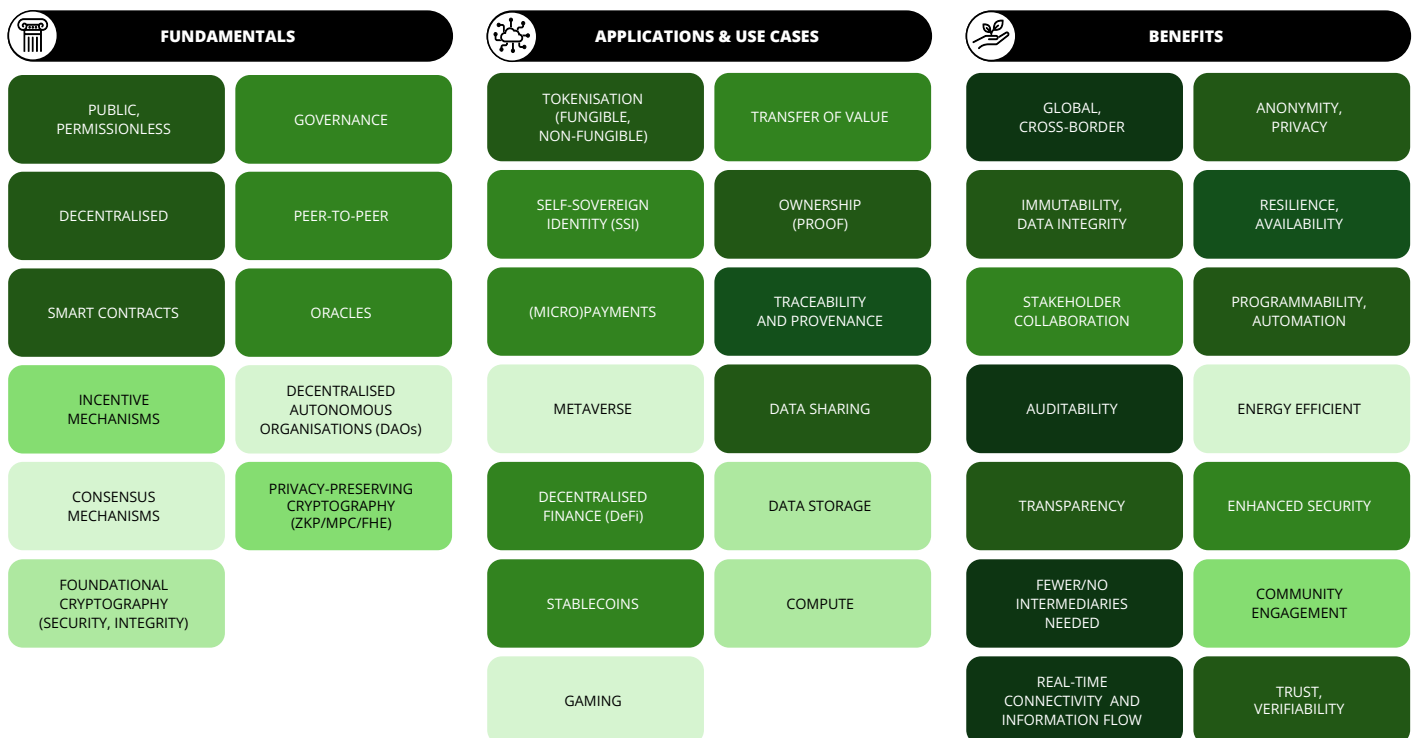 FUNDAMENTALS
PUBLIC,
PERMISSIONLESS
GOVERNANCE
DECENTRALISED
PEER-TO-PEER
SMART CONTRACTS
ORACLES
INCENTIVE
MECHANISMS
DECENTRALISED
AUTONOMOUS
ORGANISATIONS (DAOs)
CONSENSUS
MECHANISMS
PRIVACY-PRESERVING
CRYPTOGRAPHY
(ZKP/MPC/FHE)
FOUNDATIONAL
CRYPTOGRAPHY
(SECURITY, INTEGRITY)
APPLICATIONS & USE CASES
TOKENISATION
(FUNGIBLE,
NON-FUNGIBLE)
TRANSFER OF VALUE
SELF-SOVEREIGN
IDENTITY (SSI)
OWNERSHIP
(PROOF)
(MICRO)PAYMENTS
TRACEABILITY
AND PROVENANCE
METAVERSE
DATA SHARING
DECENTRALISED
FINANCE (DeFi)
DATA STORAGE
STABLECOINS
COMPUTE
GAMING
BENEFITS
GLOBAL,
CROSS-BORDER
ANONYMITY,
PRIVACY
IMMUTABILITY,
DATA INTEGRITY
RESILIENCE,
AVAILABILITY
STAKEHOLDER
COLLABORATION
PROGRAMMABILITY,
AUTOMATION
AUDITABILITY
ENERGY EFFICIENT
TRANSPARENCY
ENHANCED SECURITY
FEWER/NO
INTERMEDIARIES
NEEDED
COMMUNITY
ENGAGEMENT
REAL-TIME
CONNECTIVITY AND
INFORMATION FLOW
TRUST,
VERIFIABILITY